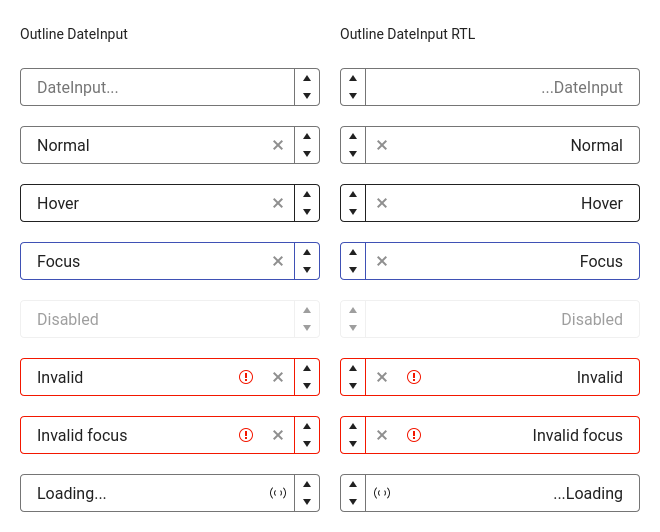 Outline DateInput Outline DateInput RTL
DateInput... ...DateInput
Normal Normal
Hover Hover
Focus Focus
Disabled Disabled
Invalid Invalid
Invalid focus Invalid focus
Loading... ...Loading